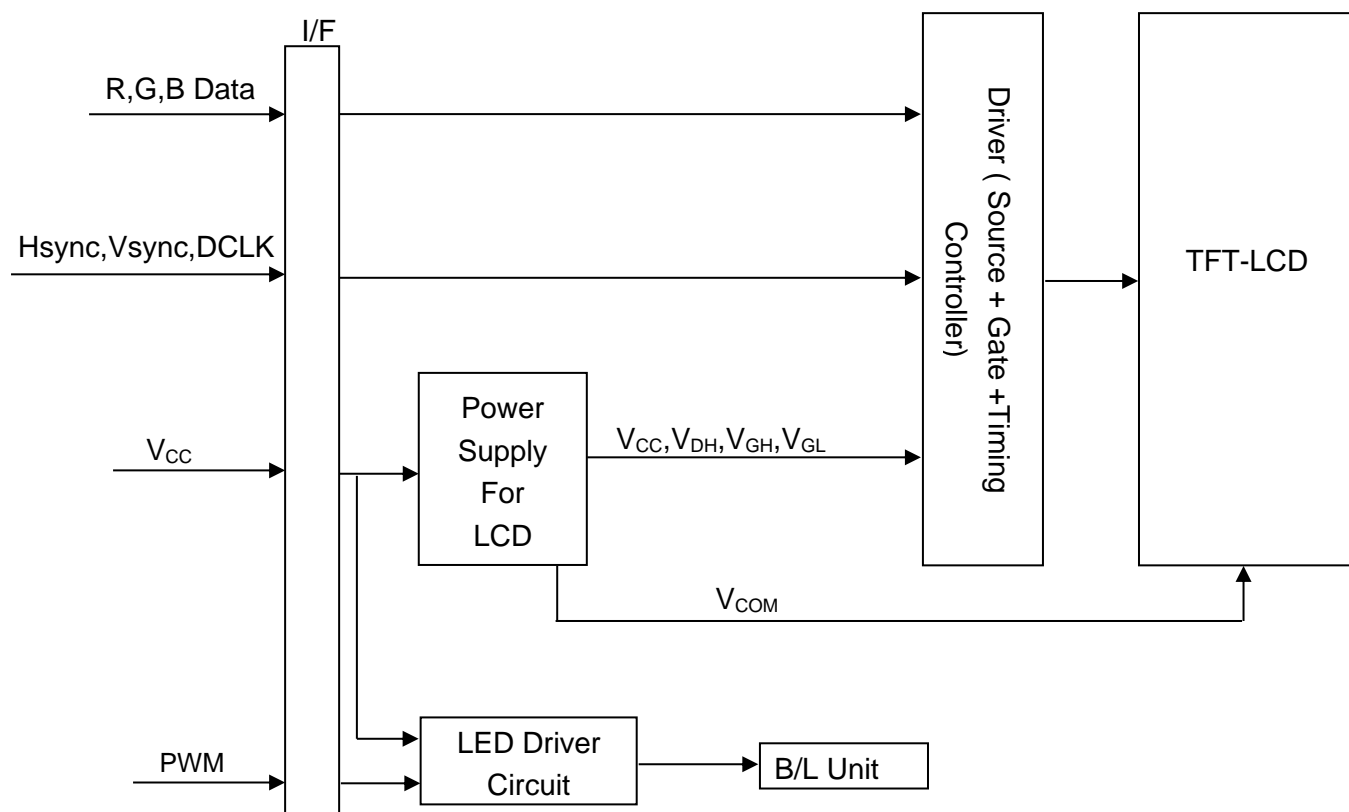 I/F
R,G,B Data
Hsync,Vsync,DCLK
VCC
PWM
Power
Supply
For
LCD
VCC,VDH,VGH,VGL
VCOM
LED Driver
Circuit
B/L Unit
Driver ( Source + Gate +Timing
Controller)
TFT-LCD